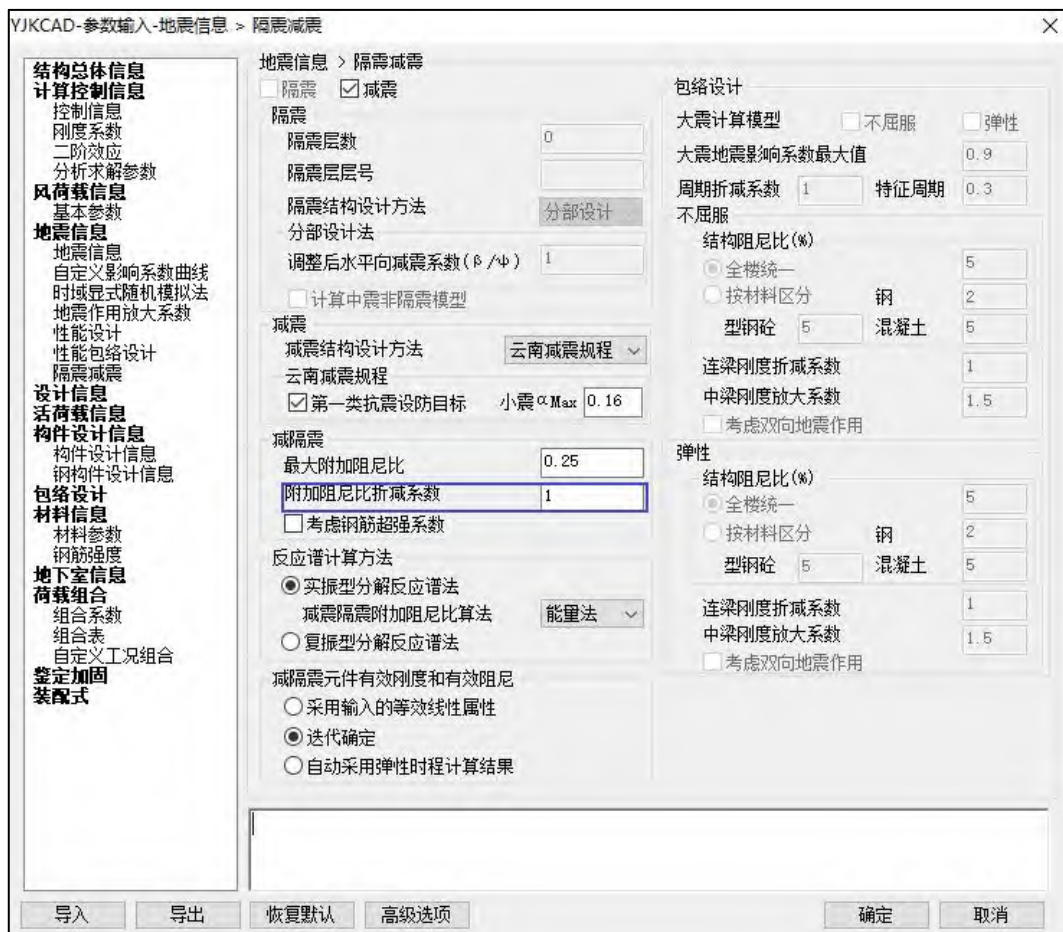 YJKCAD-参数输入-地震信息 > 隔震减震
结构总体信息
计算控制信息
控制信息
刚度系数
二阶效应
分析求解参数
风荷载信息
基本参数
地震信息
地震信息
自定义影响系数曲线
时域显式随机模拟法
地震作用放大系数
性能设计
性能包络设计
隔震减震
设计信息
活荷载信息
构件设计信息
构件设计信息
钢构件设计信息
包络设计
材料信息
材料参数
钢筋强度
地下室信息
荷载组合
组合系数
组合表
自定义工况组合
鉴定加固
装配式
地震信息 > 隔震减震
隔震 减震
隔震
隔震层数 0
隔震层层号
隔震结构设计方法 分部设计
分部设计法
调整后水平向减震系数(β/ψ) 1
计算中震非隔震模型
减震
减震结构设计方法 云南减震规程
云南减震规程
第一类抗震设防目标 小震αMax 0.16
减隔震
最大附加阻尼比 0.25
附加阻尼比折减系数 1
考虑钢筋超强系数
反应谱计算方法
实振型分解反应谱法
减震隔震附加阻尼比算法 能量法
复振型分解反应谱法
减隔震元件有效刚度和有效阻尼
采用输入的等效线性属性
迭代确定
自动采用弹性时程计算结果
包络设计
大震计算模型 不屈服 弹性
大震地震影响系数最大值 0.9
周期折减系数 1 特征周期 0.3
不屈服
结构阻尼比(%)
全楼统一 5
按材料区分 钢 2
型钢砼 5 混凝土 5
连梁刚度折减系数 1
中梁刚度放大系数 1.5
考虑双向地震作用
弹性
结构阻尼比(%)
全楼统一 5
按材料区分 钢 2
型钢砼 5 混凝土 5
连梁刚度折减系数 1
中梁刚度放大系数 1.5
考虑双向地震作用
导入 导出 恢复默认 高级选项 确定 取消